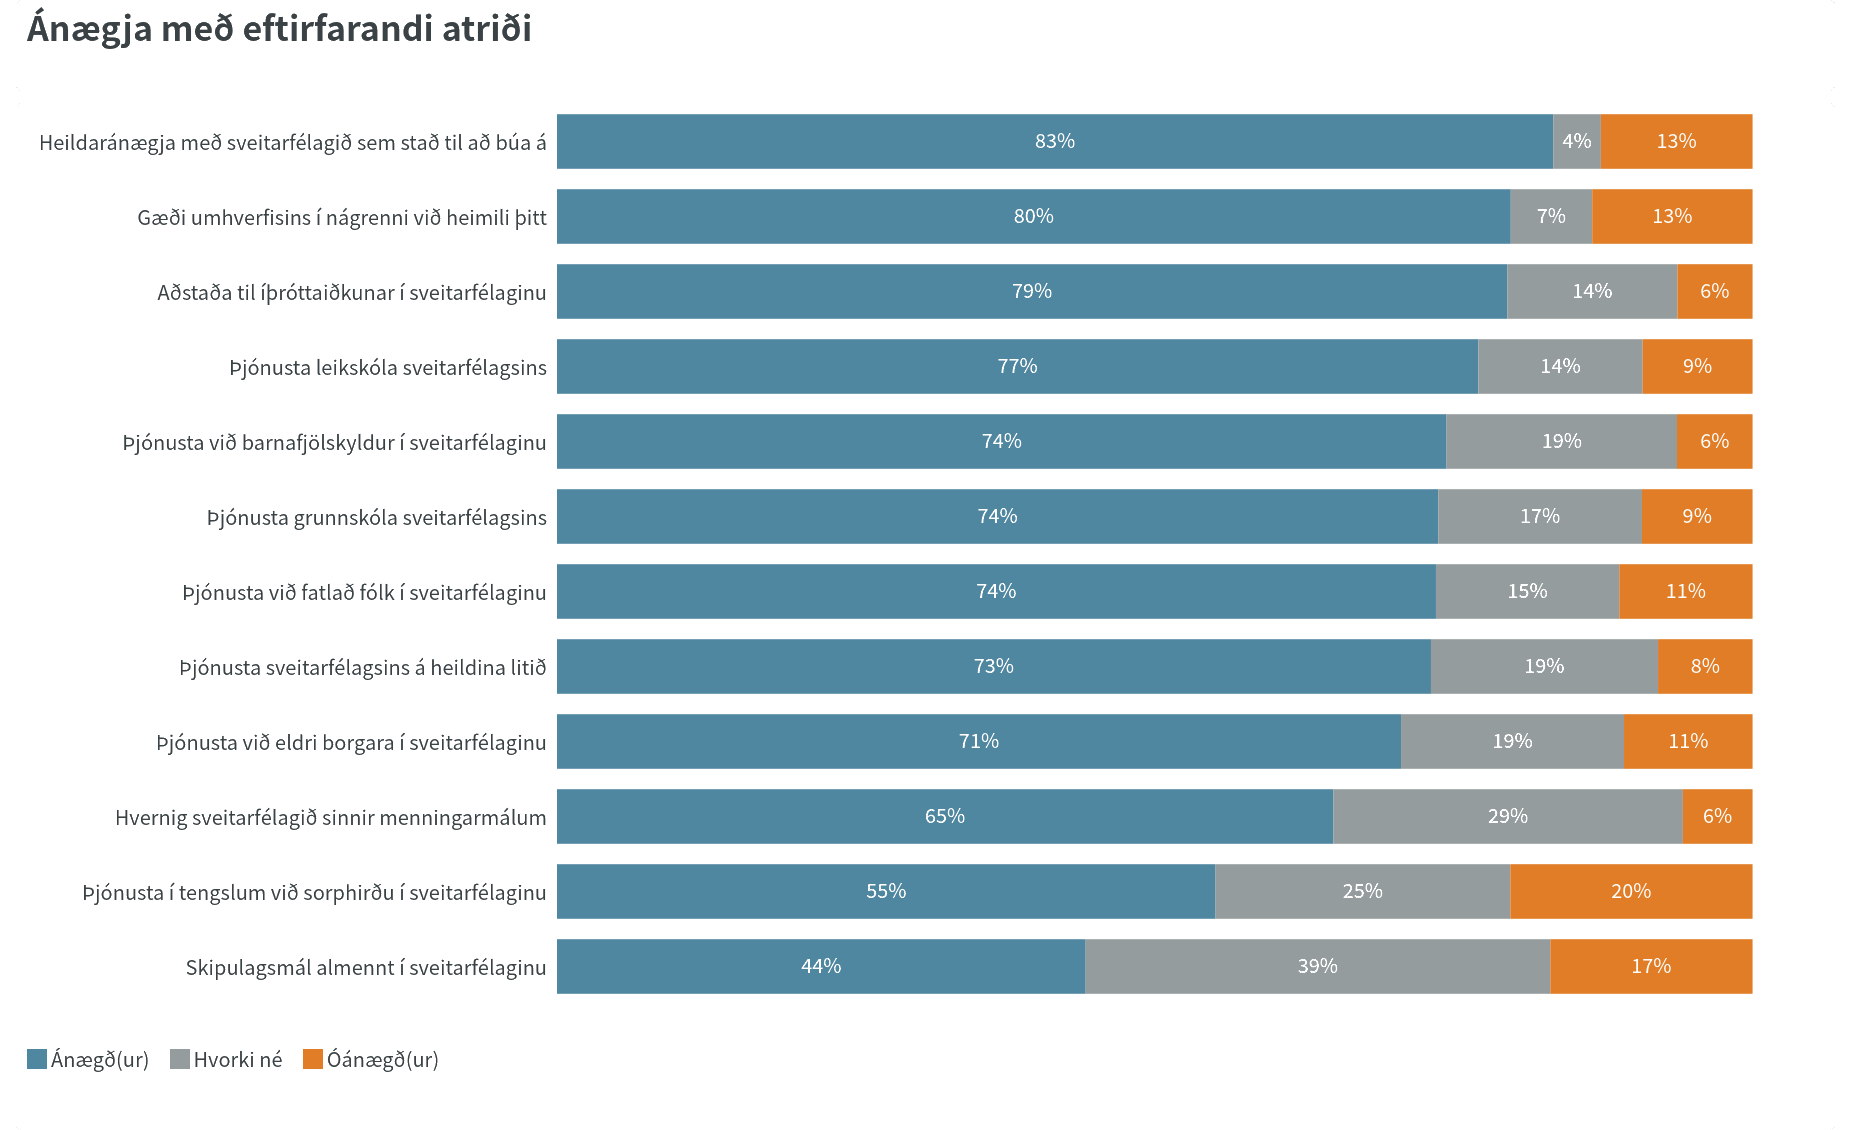 Ánægja með eftirfarandi atriði
Heildaránægja með sveitarfélagið sem stað til að búa á 83% 4% 13%
Gæði umhverfisins í nágrenni við heimili þitt 80% 7% 13%
Aðstaða til íþróttaiðkunar í sveitarfélaginu 79% 14% 6%
Þjónusta leikskóla sveitarfélagsins 77% 14% 9%
Þjónusta við barnafjölskyldur í sveitarfélaginu 74% 19% 6%
Þjónusta grunnskóla sveitarfélagsins 74% 17% 9%
Þjónusta við fatlað fólk í sveitarfélaginu 74% 15% 11%
Þjónusta sveitarfélagsins á heildina litið 73% 19% 8%
Þjónusta við eldri borgara í sveitarfélaginu 71% 19% 11%
Hvernig sveitarfélagið sinnir menningarmálum 65% 29% 6%
Þjónusta í tengslum við sorphirðu í sveitarfélaginu 55% 25% 20%
Skipulagsmál almennt í sveitarfélaginu 44% 39% 17%
Ánægð(ur) Hvorki né Óánægð(ur)